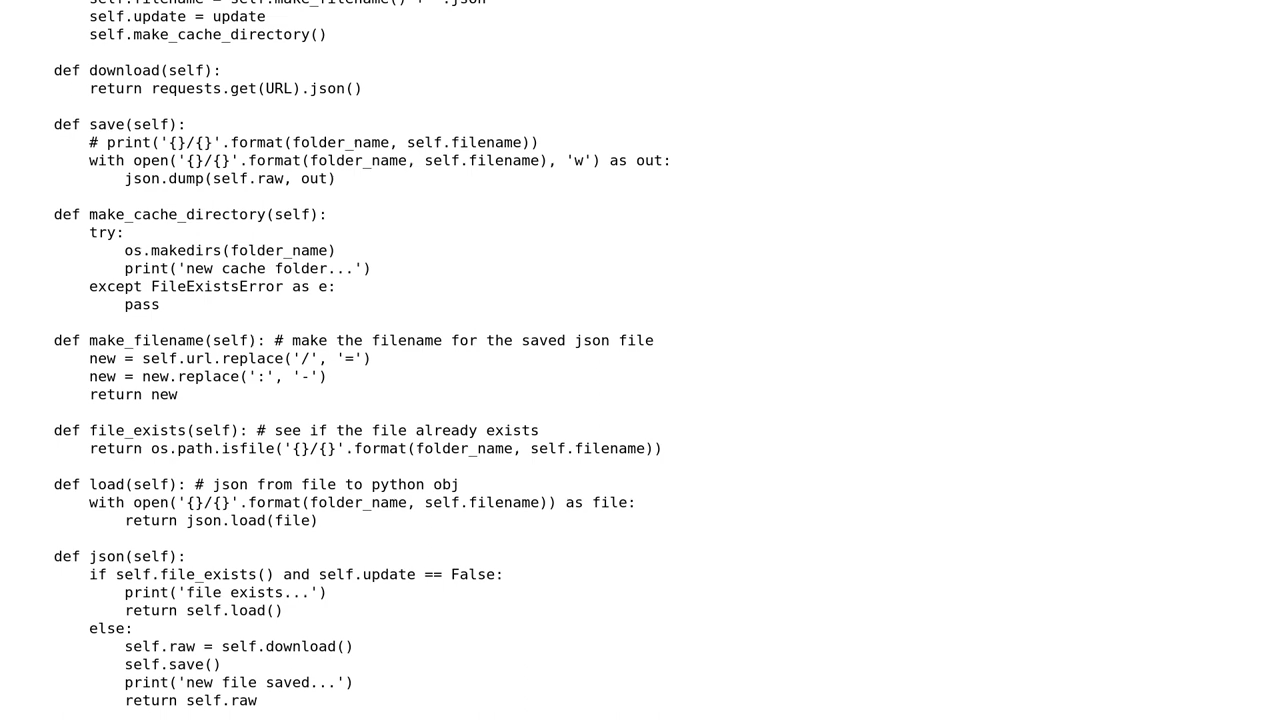 self.filename = self.make_filename() + '.json'
self.update = update
self.make_cache_directory()
def download(self):
return requests.get(URL).json()
def save(self):
# print('{}/{}'.format(folder_name, self.filename))
with open('{}/{}'.format(folder_name, self.filename), 'w') as out:
json.dump(self.raw, out)
def make_cache_directory(self):
try:
os.makedirs(folder_name)
print('new cache folder...')
except FileExistsError as e:
pass
def make_filename(self): # make the filename for the saved json file
new = self.url.replace('/', '=')
new = new.replace(':', '-')
return new
def file_exists(self): # see if the file already exists
return os.path.isfile('{}/{}'.format(folder_name, self.filename))
def load(self): # json from file to python obj
with open('{}/{}'.format(folder_name, self.filename)) as file:
return json.load(file)
def json(self):
if self.file_exists() and self.update == False:
print('file exists...')
return self.load()
else:
self.raw = self.download()
self.save()
print('new file saved...')
return self.raw